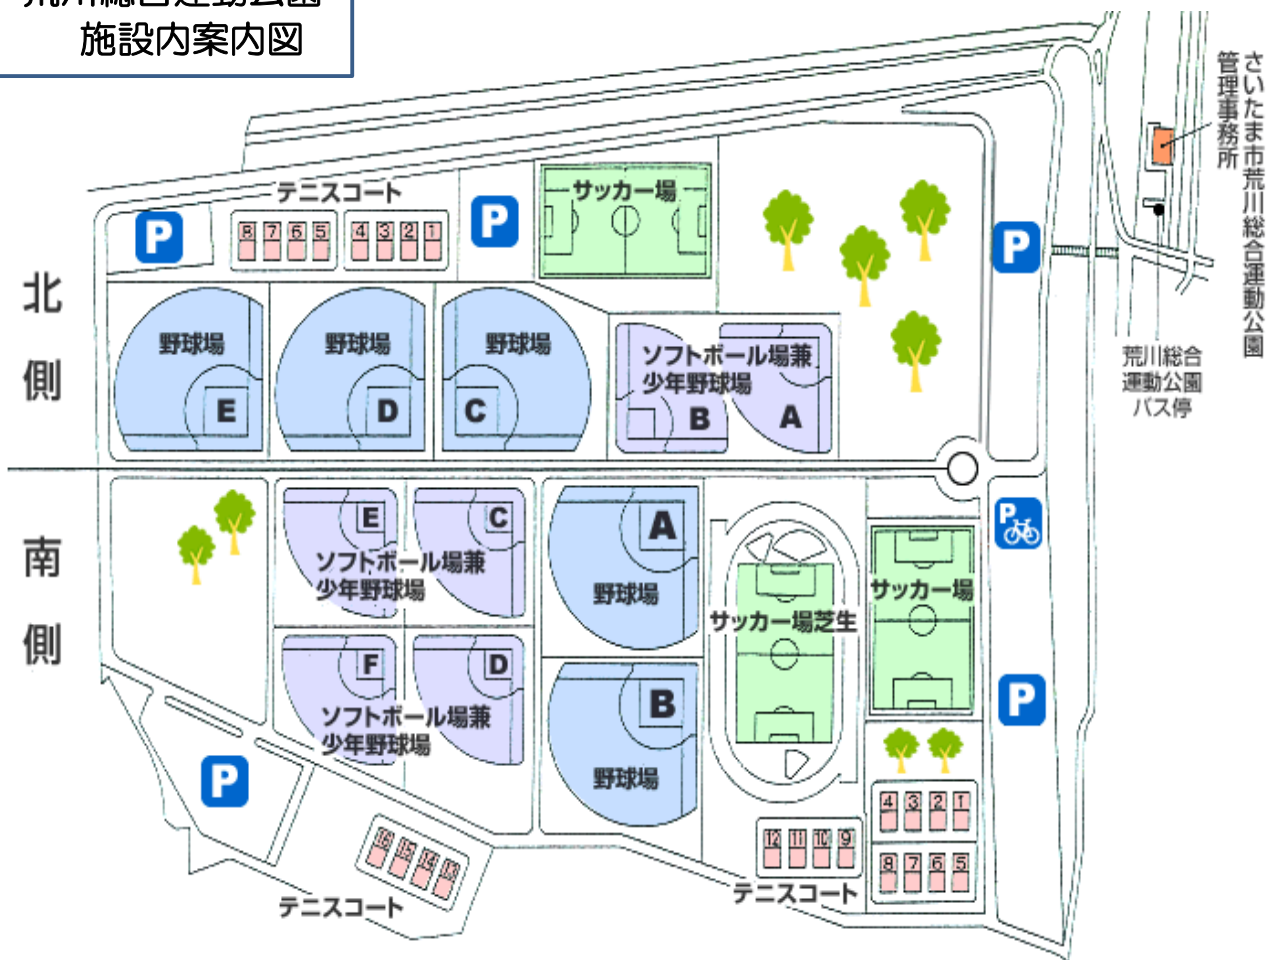 荒川総合運動公園
施設内案内図
さいたま市荒川総合運動公園
管理事務所
荒川総合
運動公園
バス停
北側
テニスコート
P
8 7 6 5 4 3 2 1
P
サッカー場
P
野球場
E
野球場
D
野球場
C
ソフトボール場兼
少年野球場
B
A
南側
E
C
ソフトボール場兼
少年野球場
F
D
ソフトボール場兼
少年野球場
A
野球場
B
野球場
サッカー場芝生
サッカー場
P
P
P
16 15 14 13
テニスコート
12 11 10 9
テニスコート
4 3 2 1
8 7 6 5